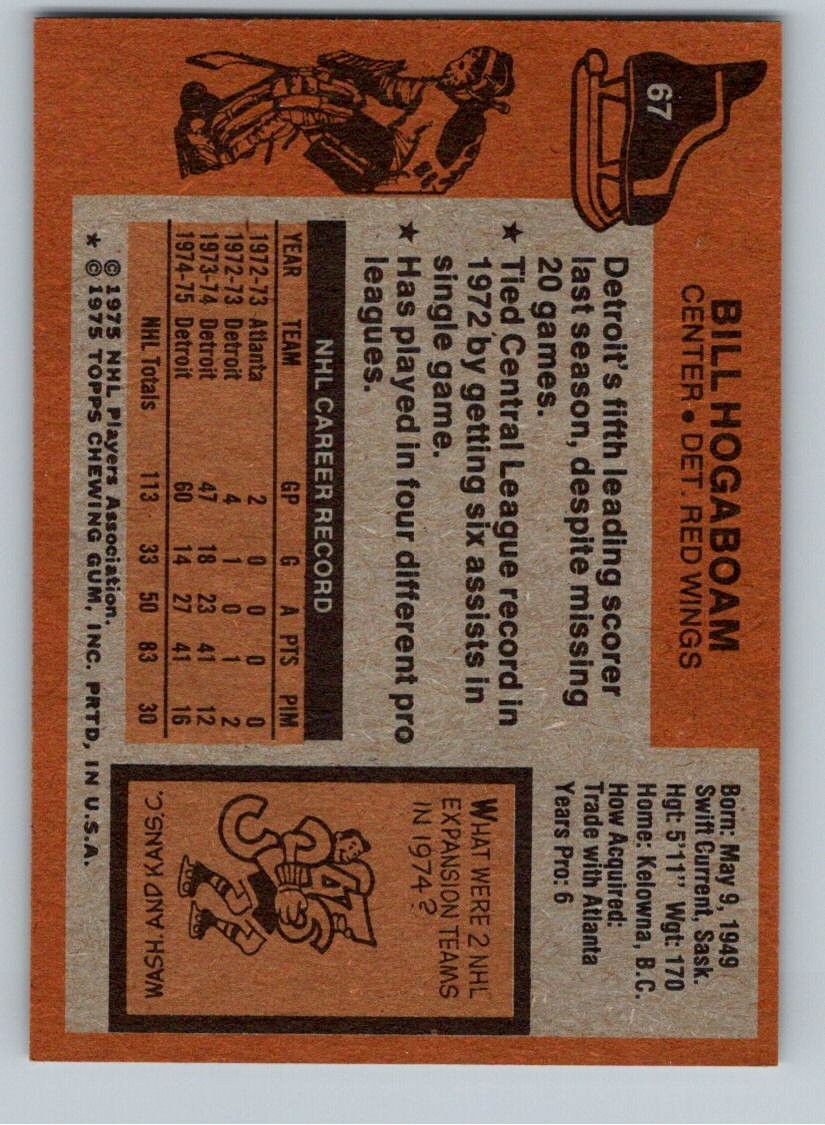 67
BILL HOGABOAM
CENTER • DET. RED WINGS
Detroit's fifth leading scorer
last season, despite missing
20 games.
★ Tied Central League record in
1972 by getting six assists in
single game.
★ Has played in four different pro
leagues.
NHL CAREER RECORD
YEAR TEAM GP G A PTS PIM
1972-73 Atlanta 2 0 0 0 0
1972-73 Detroit 4 1 0 1 2
1973-74 Detroit 47 18 23 41 12
1974-75 Detroit 60 14 27 41 16
NHL Totals 113 33 50 83 30
© 1975 NHL Players Association.
★ © 1975 TOPPS CHEWING GUM, INC. PRTD, IN U.S.A.
Born: May 9, 1949
Swift Current, Sask.
Hgt: 5'11" Wgt: 170
Home: Kelowna, B.C.
How Acquired:
Trade with Atlanta
Years Pro: 6
WHAT WERE 2 NHL
EXPANSION TEAMS
IN 1974?
WASH AND KANS.C.